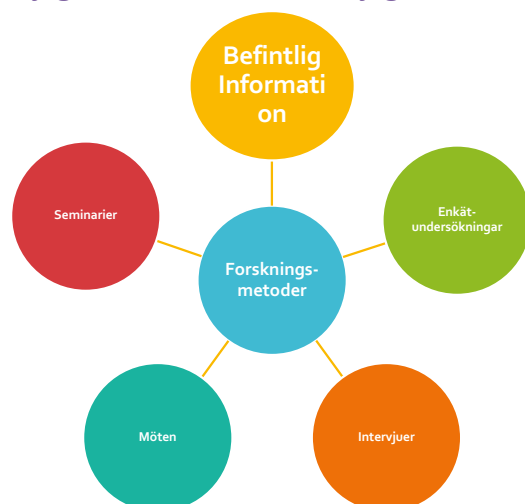 Befintlig
Informati
on
Seminarier
Enkät-
undersökningar
Forsknings-
metoder
Möten
Intervjuer